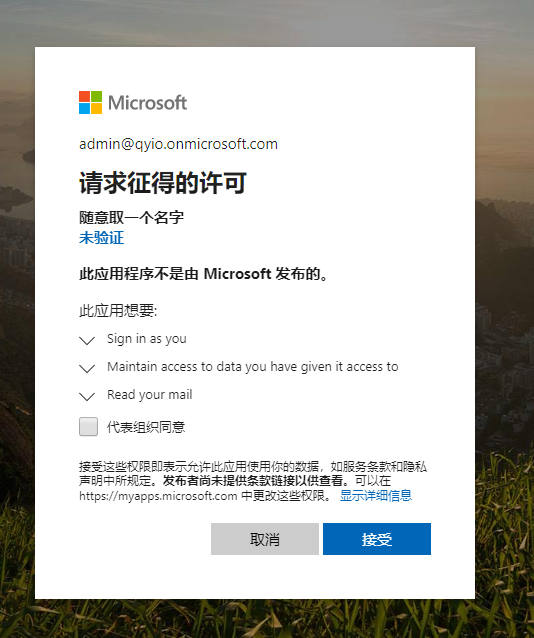 Microsoft
admin@qyio.onmicrosoft.com
请求征得的许可
随意取一个名字
未验证
此应用程序不是由 Microsoft 发布的。
此应用想要:
Sign in as you
Maintain access to data you have given it access to
Read your mail
代表组织同意
接受这些权限即表示允许此应用使用你的数据，如服务条款和隐私
声明中所规定。发布者尚未提供条款链接以供查看。可以在
https://myapps.microsoft.com 中更改这些权限。 显示详细信息
取消 接受